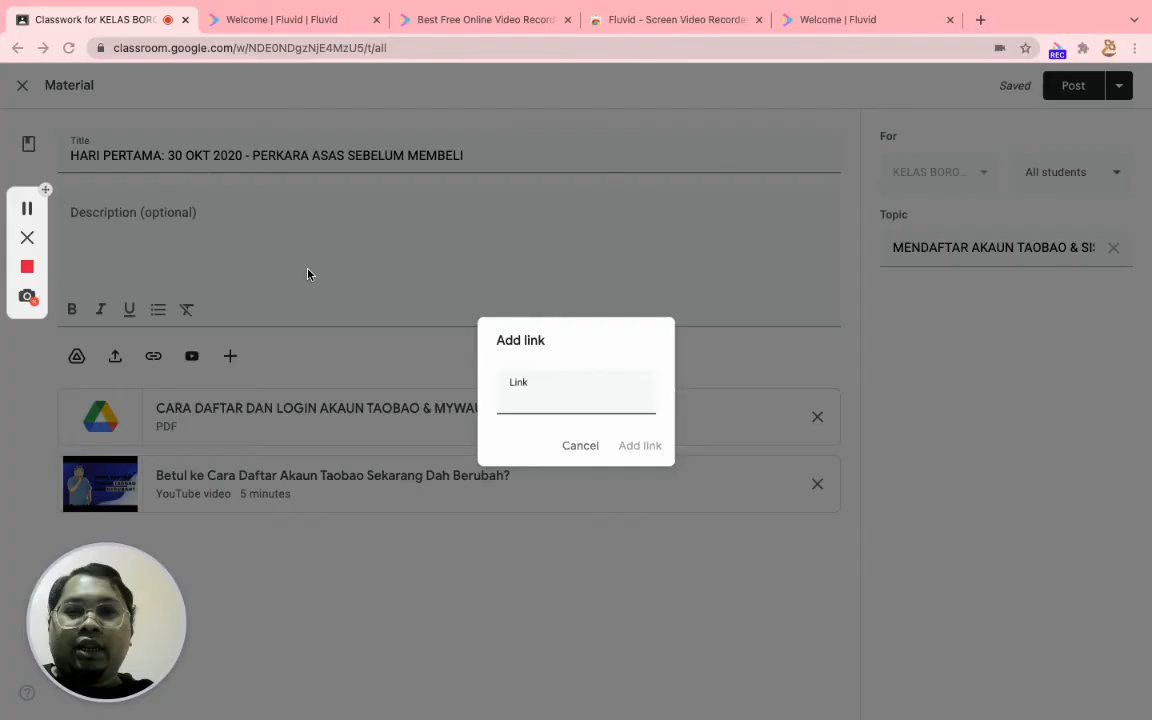 Classwork for KELAS BORO
Welcome | Fluvid | Fluvid
Best Free Online Video Record
Fluvid - Screen Video Recorde
Welcome | Fluvid
classroom.google.com/w/NDE0NDgzNjE4MzU5/t/all
REC
Material
Saved
Post
Title
HARI PERTAMA: 30 OKT 2020 - PERKARA ASAS SEBELUM MEMBELI
Description (optional)
For
KELAS BORO...
All students
Topic
MENDAFTAR AKAUN TAOBAO & SI
B I U
Add link
Link
Cancel
Add link
CARA DAFTAR DAN LOGIN AKAUN TAOBAO & MYWA
PDF
Betul ke Cara Daftar Akaun Taobao Sekarang Dah Berubah?
YouTube video 5 minutes